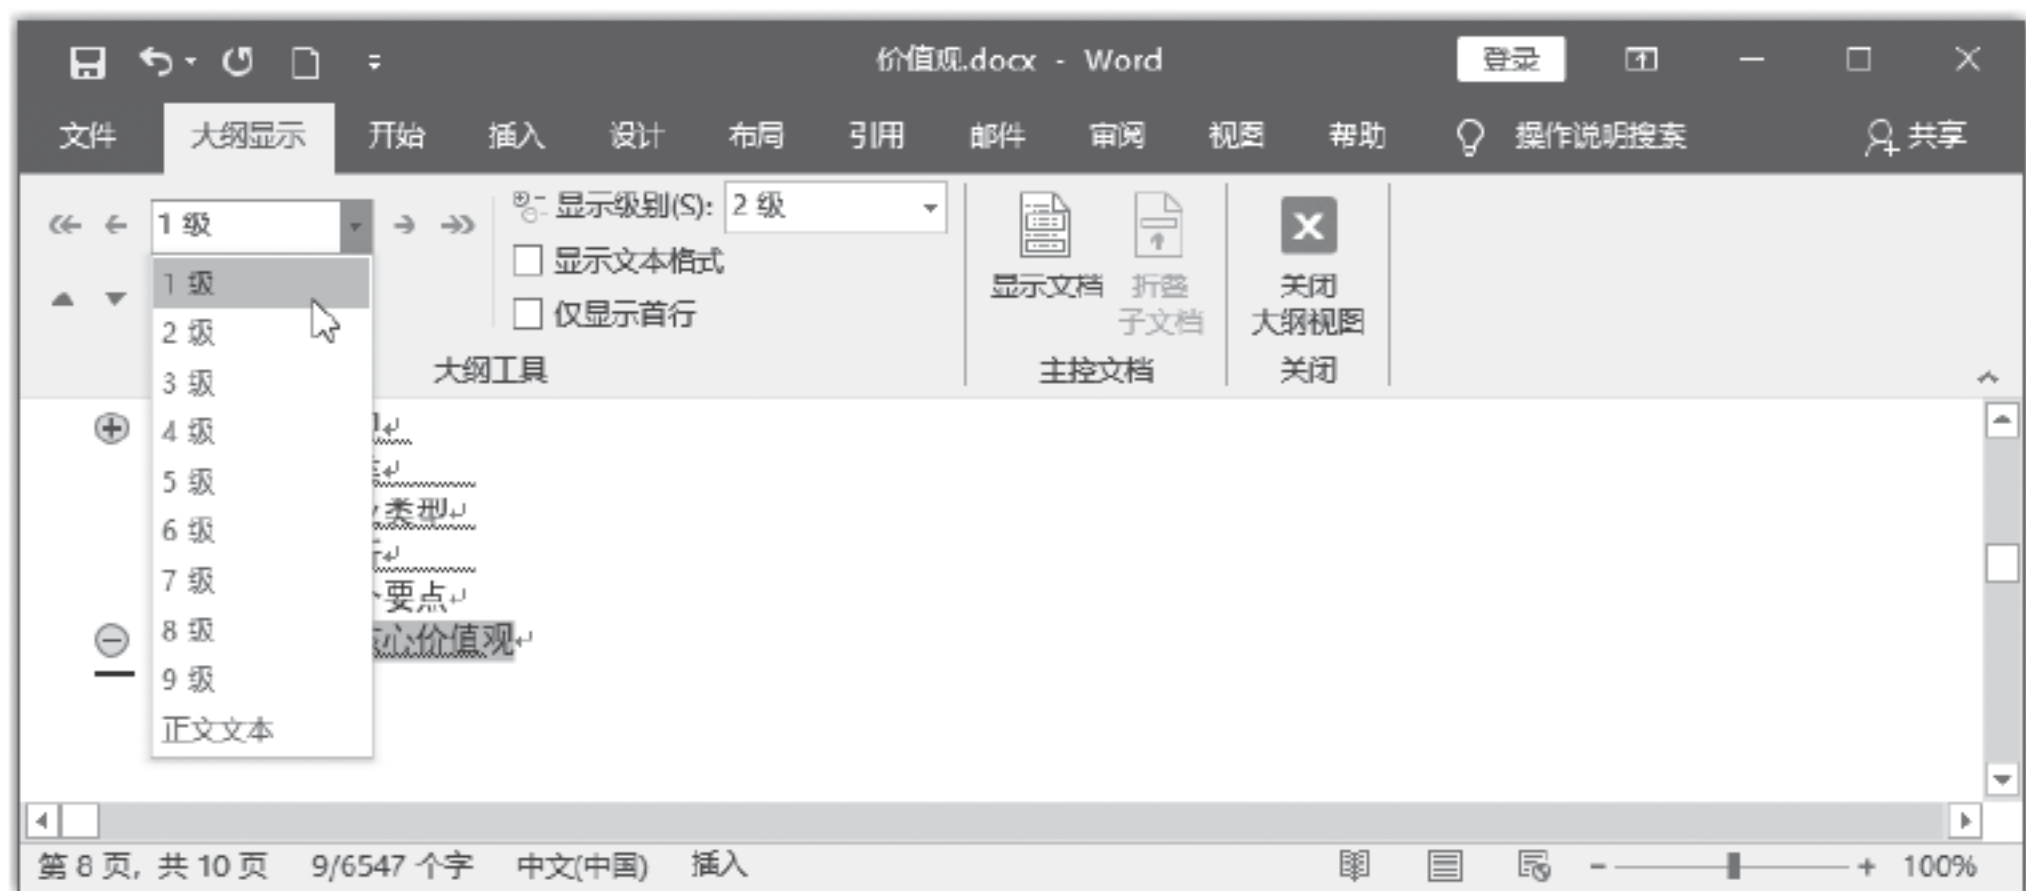 价值观.docx - Word
登录
文件 大纲显示 开始 插入 设计 布局 引用 邮件 审阅 视图 帮助 操作说明搜索 共享
1 级
显示级别(S): 2 级
显示文本格式
仅显示首行
大纲工具
显示文档
折叠
子文档
主控文档
关闭
大纲视图
关闭
1 级
2 级
3 级
4 级
5 级
6 级
7 级
8 级
9 级
正文文本
类型
要点
心价值观
第 8 页, 共 10 页 9/6547 个字 中文(中国) 插入 100%